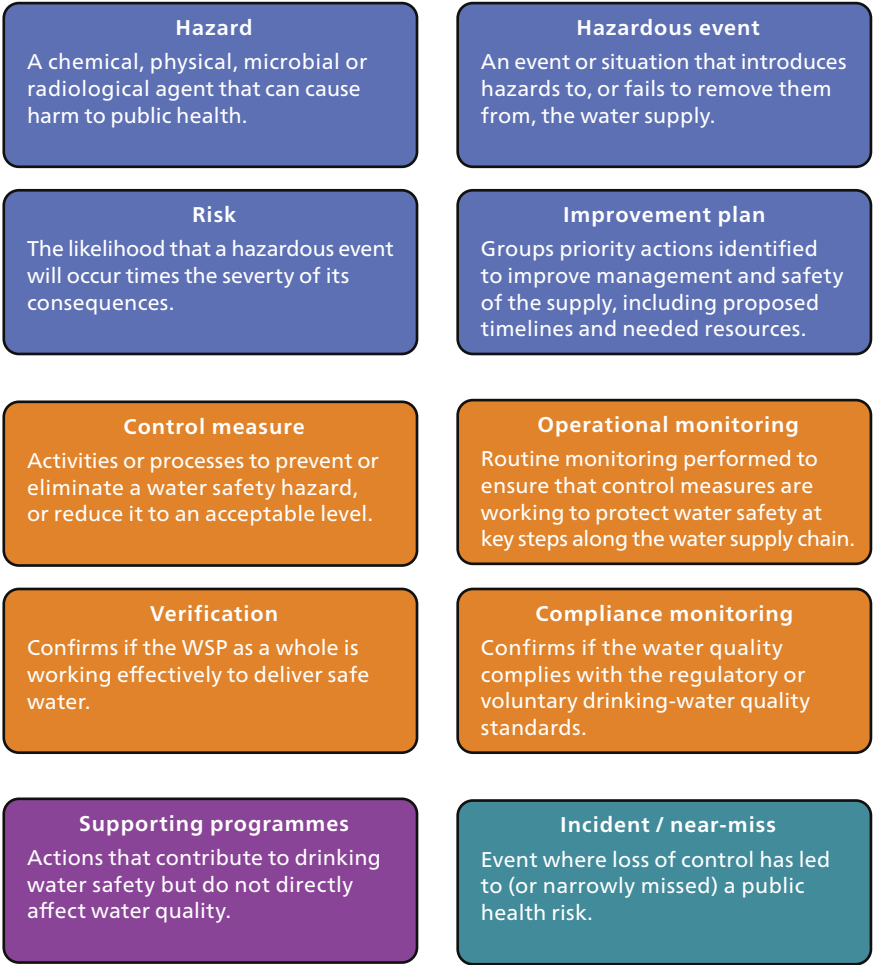 Hazard
A chemical, physical, microbial or
radiological agent that can cause
harm to public health.
Hazardous event
An event or situation that introduces
hazards to, or fails to remove them
from, the water supply.
Risk
The likelihood that a hazardous event
will occur times the severty of its
consequences.
Improvement plan
Groups priority actions identified
to improve management and safety
of the supply, including proposed
timelines and needed resources.
Control measure
Activities or processes to prevent or
eliminate a water safety hazard,
or reduce it to an acceptable level.
Operational monitoring
Routine monitoring performed to
ensure that control measures are
working to protect water safety at
key steps along the water supply chain.
Verification
Confirms if the WSP as a whole is
working effectively to deliver safe
water.
Compliance monitoring
Confirms if the water quality
complies with the regulatory or
voluntary drinking-water quality
standards.
Supporting programmes
Actions that contribute to drinking
water safety but do not directly
affect water quality.
Incident / near-miss
Event where loss of control has led
to (or narrowly missed) a public
health risk.